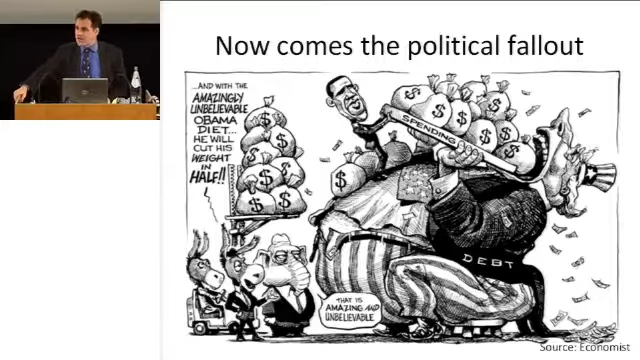 Now comes the political fallout
...AND WITH THE
AMAZINGLY
UNBELIEVABLE
OBAMA
DIET...
HE WILL
CUT HIS
WEIGHT
IN
HALF!!
SPENDING
DEBT
THAT IS
AMAZING AND
UNBELIEVABLE
Source: Economist